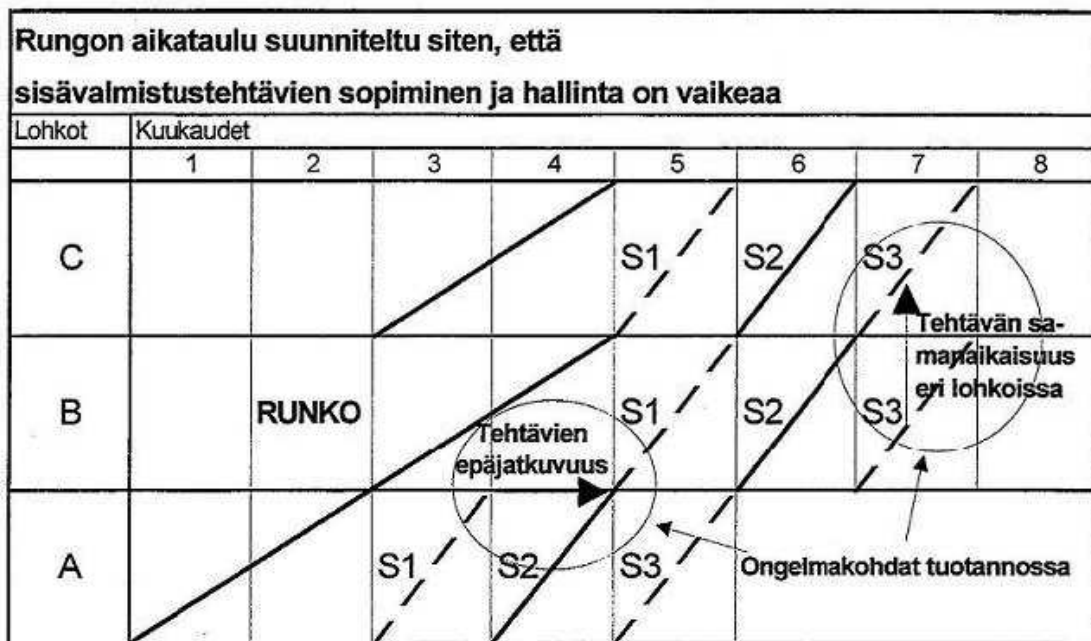 Rungon aikataulu suunniteltu siten, että
sisävalmistustehtävien sopiminen ja hallinta on vaikeaa
Lohkot Kuukaudet
1 2 3 4 5 6 7 8
C S1 S2 S3
Tehtävän sa-
manaikaisuus
eri lohkoissa
B RUNKO S1 S2 S3
Tehtävien
epäjatkuvuus
A S1 S2 S3
Ongelmakohdat tuotannossa